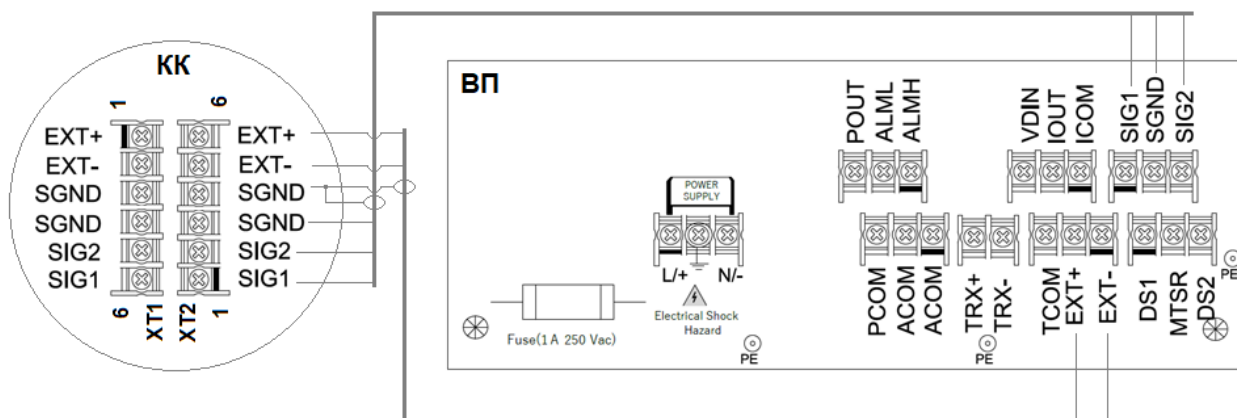 КК
1
6
EXT+
EXT-
SGND
SGND
SIG2
SIG1
EXT+
EXT-
SGND
SGND
SIG2
SIG1
6
XT1
XT2
1
ВП
POUT
ALML
ALMH
VDIN
IOUT
ICOM
SIG1
SGND
SIG2
POWER
SUPPLY
L/+
N/-
Electrical Shock
Hazard
Fuse(1A 250 Vac)
PE
PCOM
ACOM
ACOM
TRX+
TRX-
PE
TCOM
EXT+
EXT-
DS1
MTSR
DS2
PE